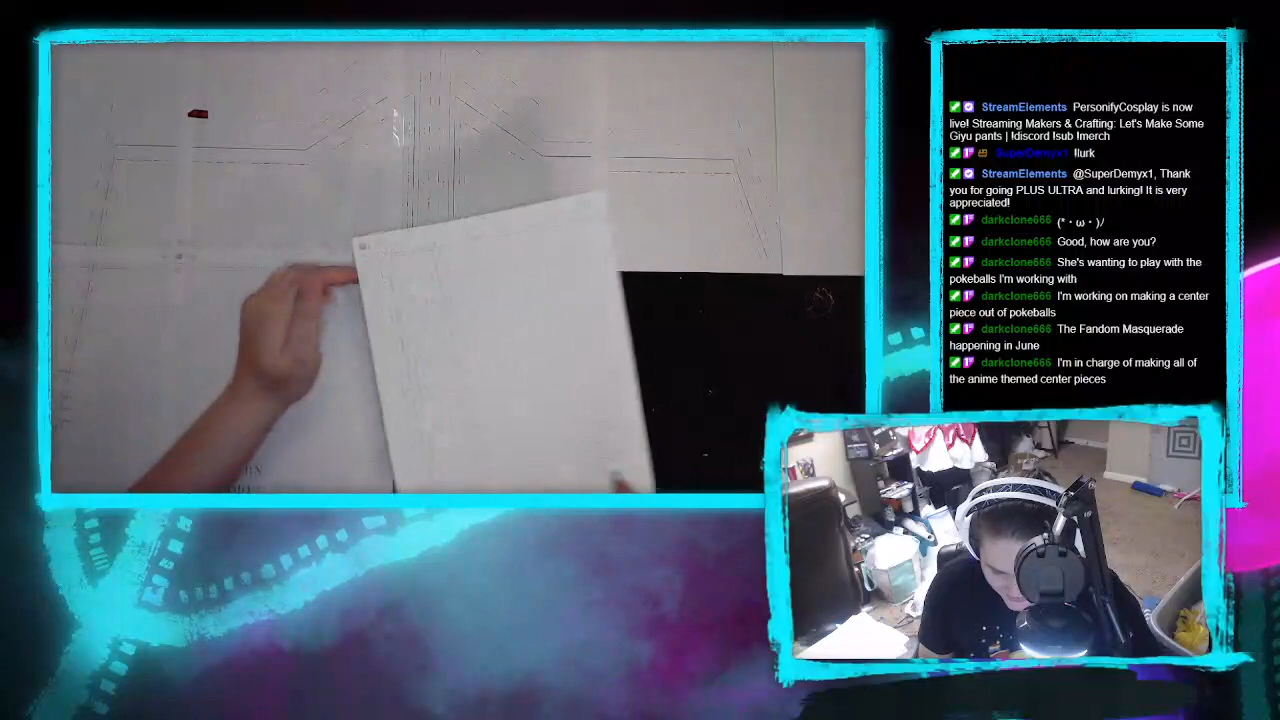 StreamElements PersonifyCosplay is now
live! Streaming Makers & Crafting: Let's Make Some
Giyu pants | !discord !sub !merch
SuperDemyx1 !lurk
StreamElements @SuperDemyx1, Thank
you for going PLUS ULTRA and lurking! It is very
appreciated!
darkclone666 (*・ω・)ﾉ
darkclone666 Good, how are you?
darkclone666 She's wanting to play with the
pokeballs I'm working with
darkclone666 I'm working on making a center
piece out of pokeballs
darkclone666 The Fandom Masquerade
happening in June
darkclone666 I'm in charge of making all of
the anime themed center pieces